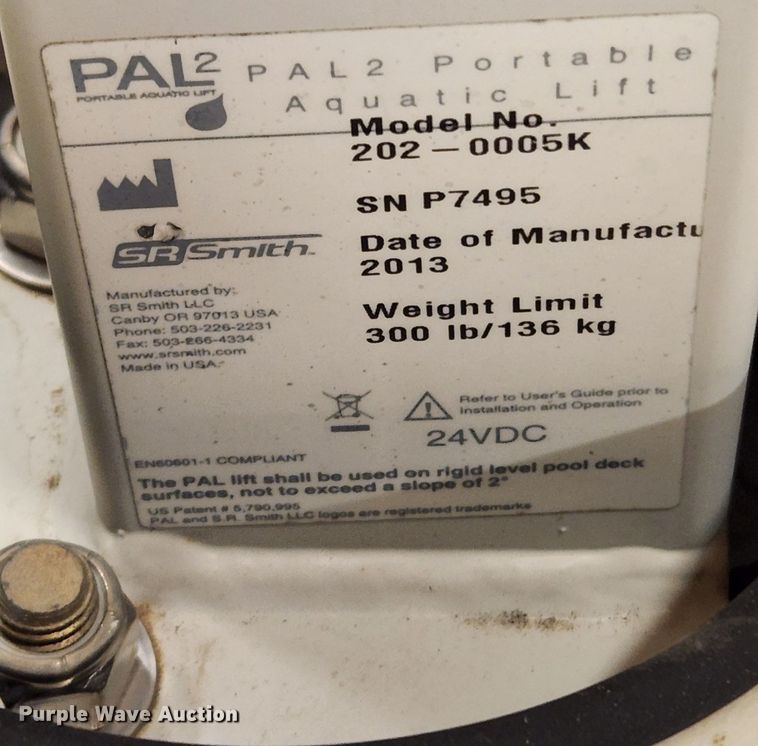 PAL2
PORTABLE AQUATIC LIFT
PAL2 Portable
Aquatic Lift
Model No.
202-0005K
SN P7495
Date of Manufactu
2013
Weight Limit
300 lb/136 kg
SRSmith
Manufactured by:
SR Smith LLC
Canby OR 97013 USA
Phone: 503-226-2231
Fax: 503-266-4334
www.srsmith.com
Made in USA
Refer to User's Guide prior to
Installation and Operation
24VDC
EN60601-1 COMPLIANT
The PAL lift shall be used on rigid level pool deck
surfaces, not to exceed a slope of 2°
US Patent # 5,790,995
PAL and S.R. Smith LLC logos are registered trademarks
Purple Wave Auction